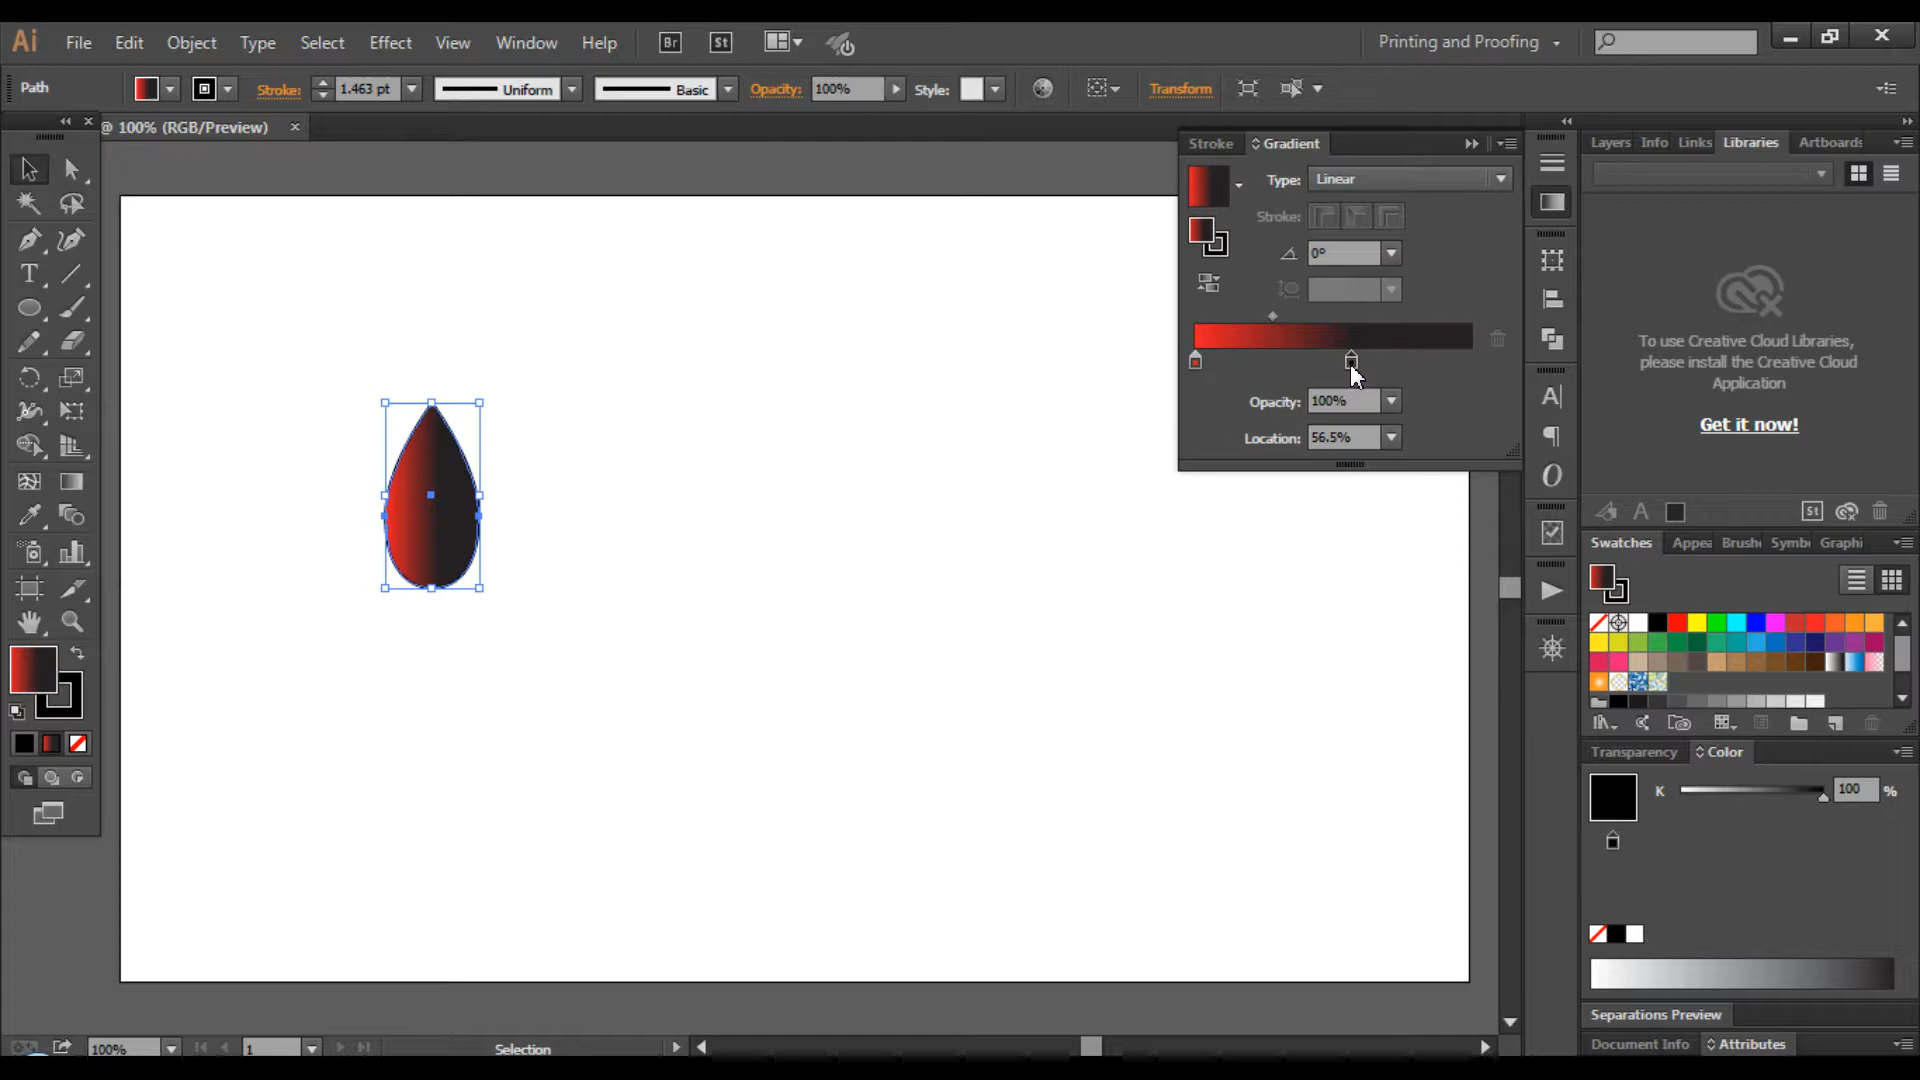 Ai File Edit Object Type Select Effect View Window Help Br St Printing and Proofing
Path Stroke: 1.463 pt Uniform Basic Opacity: 100% Style: Transform
@ 100% (RGB/Preview)
Stroke Gradient
Type: Linear
Stroke:
0°
Opacity: 100%
Location: 56.5%
Layers Info Links Libraries Artboards
To use Creative Cloud Libraries,
please install the Creative Cloud
Application
Get it now!
St
Swatches Appea Brush Symb Graphi
Transparency Color
K 100 %
Separations Preview
Document Info Attributes
100% 1 Selection